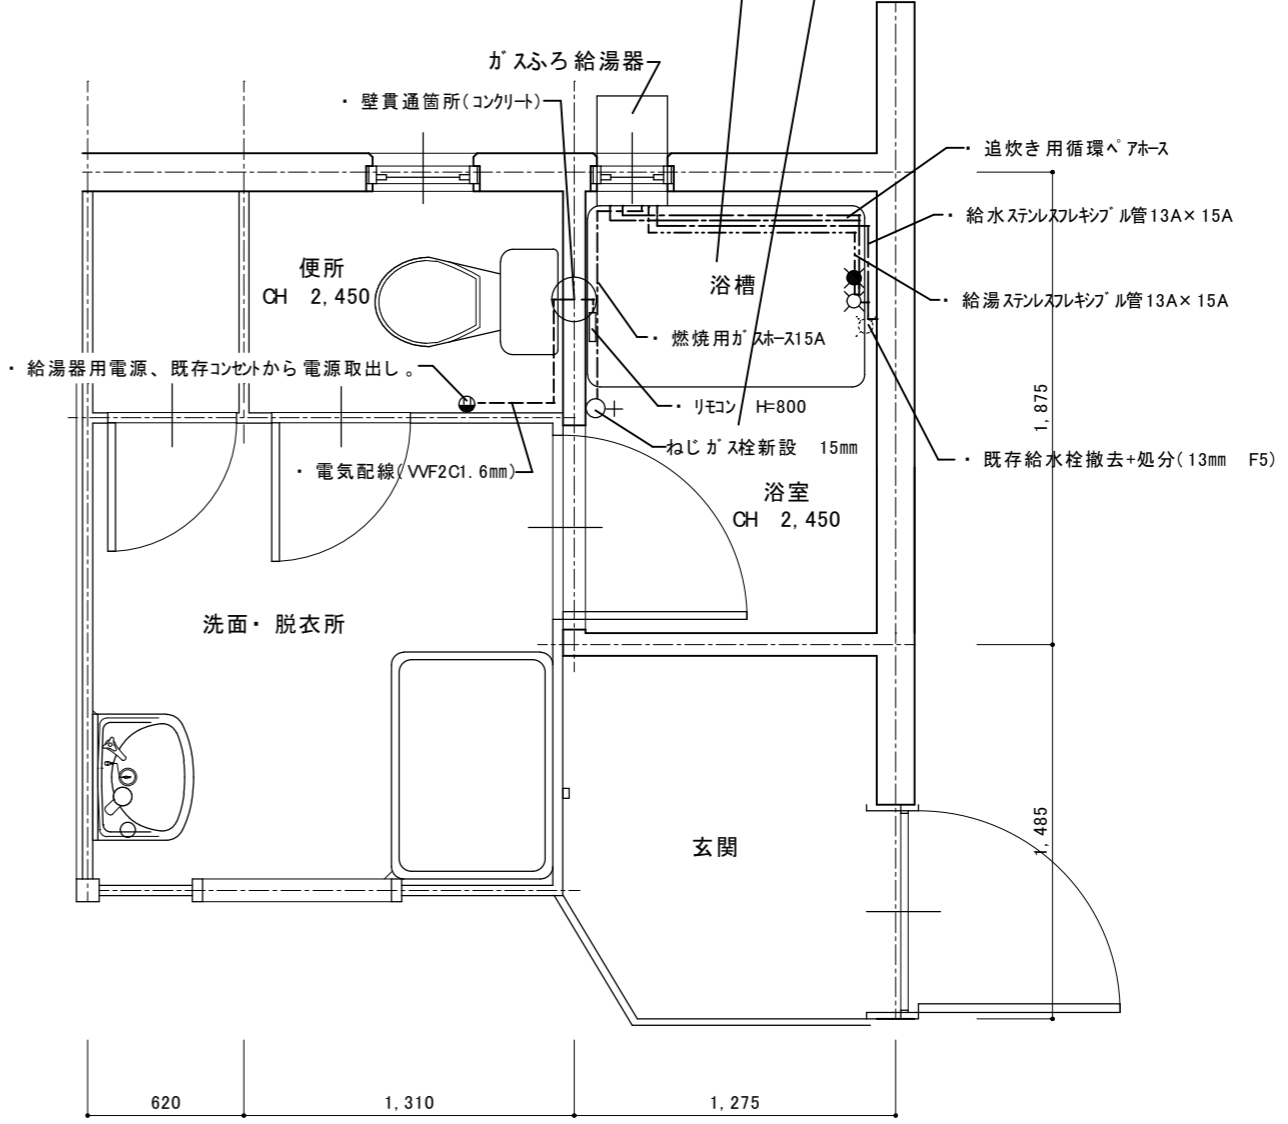 ガスふろ給湯器
・壁貫通箇所(コンクリート)
・追炊き用循環ペアホース
・給水ステンレスフレキシブル管13A×15A
便所
CH 2,450
浴槽
・給湯ステンレスフレキシブル管13A×15A
・燃焼用ガスホース15A
・給湯器用電源、既存コンセントから電源取出し。
・リモコン H=800
1,875
ねじガス栓新設 15mm
・既存給水栓撤去+処分(13mm F5)
・電気配線(VVF2C1.6mm)
浴室
CH 2,450
洗面・脱衣所
玄関
1,485
620
1,310
1,275